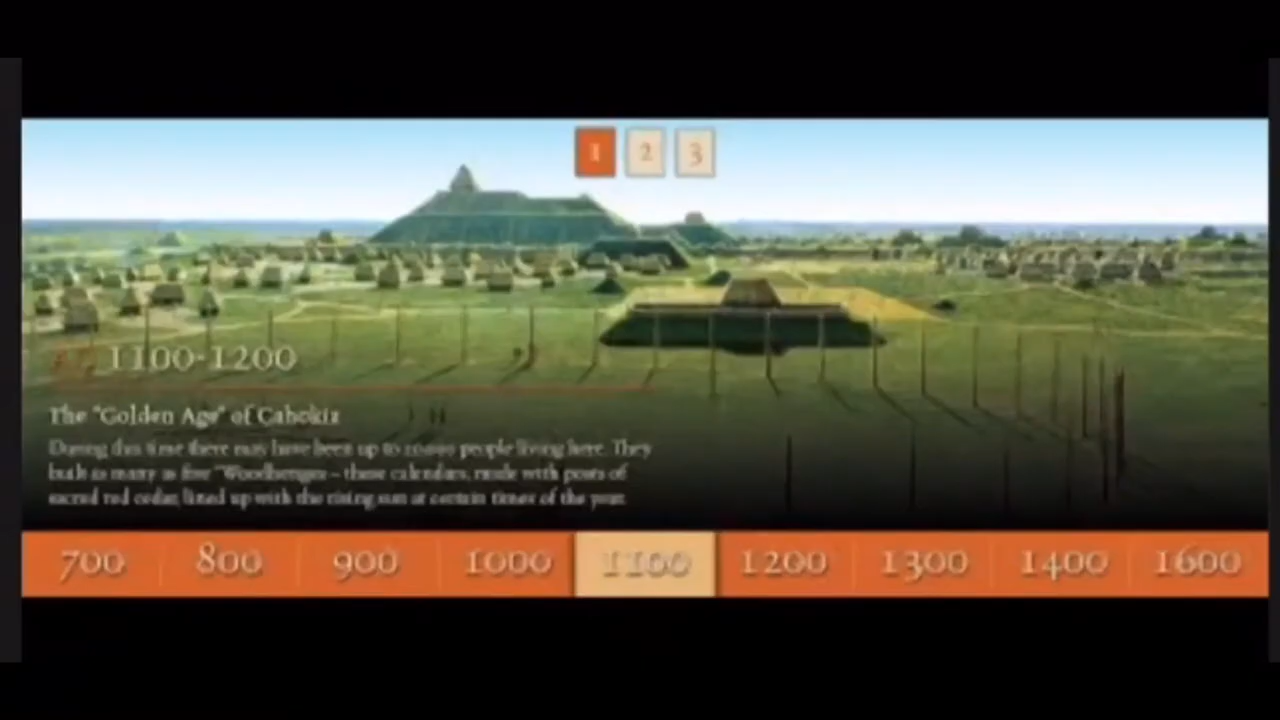 1 2 3
1100-1200
The "Golden Age" of Cahokia
During this time there may have been up to people living here. They
built as many as five "Woodhenges – these calendars, made with posts of
sacred red cedar, lined up with the rising sun at certain times of the year.
700 800 900 1000 1100 1200 1300 1400 1600